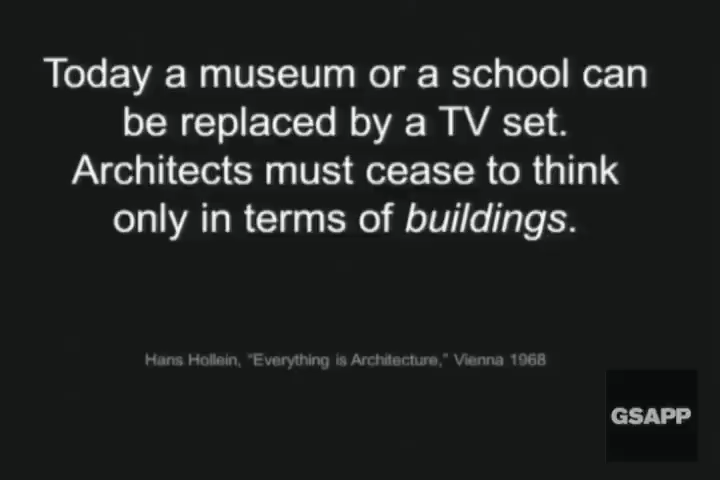 Today a museum or a school can
be replaced by a TV set.
Architects must cease to think
only in terms of buildings.
Hans Hollein, "Everything is Architecture," Vienna 1968
GSAPP